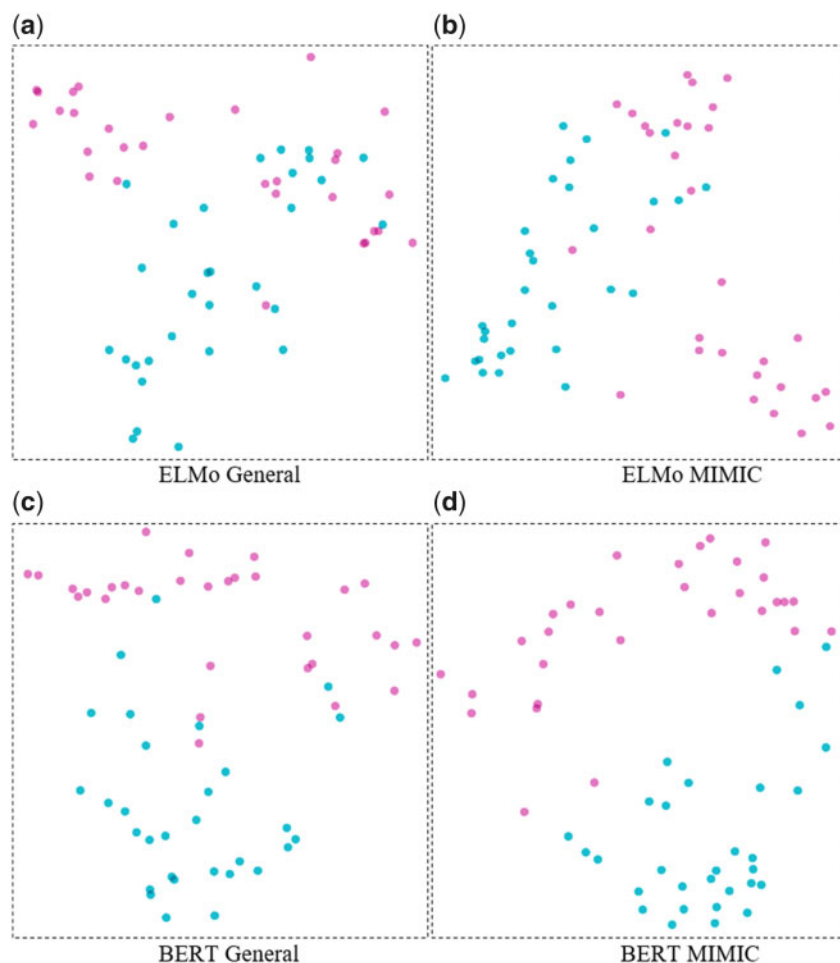 (a)
(b)
ELMo General
ELMo MIMIC
(c)
(d)
BERT General
BERT MIMIC